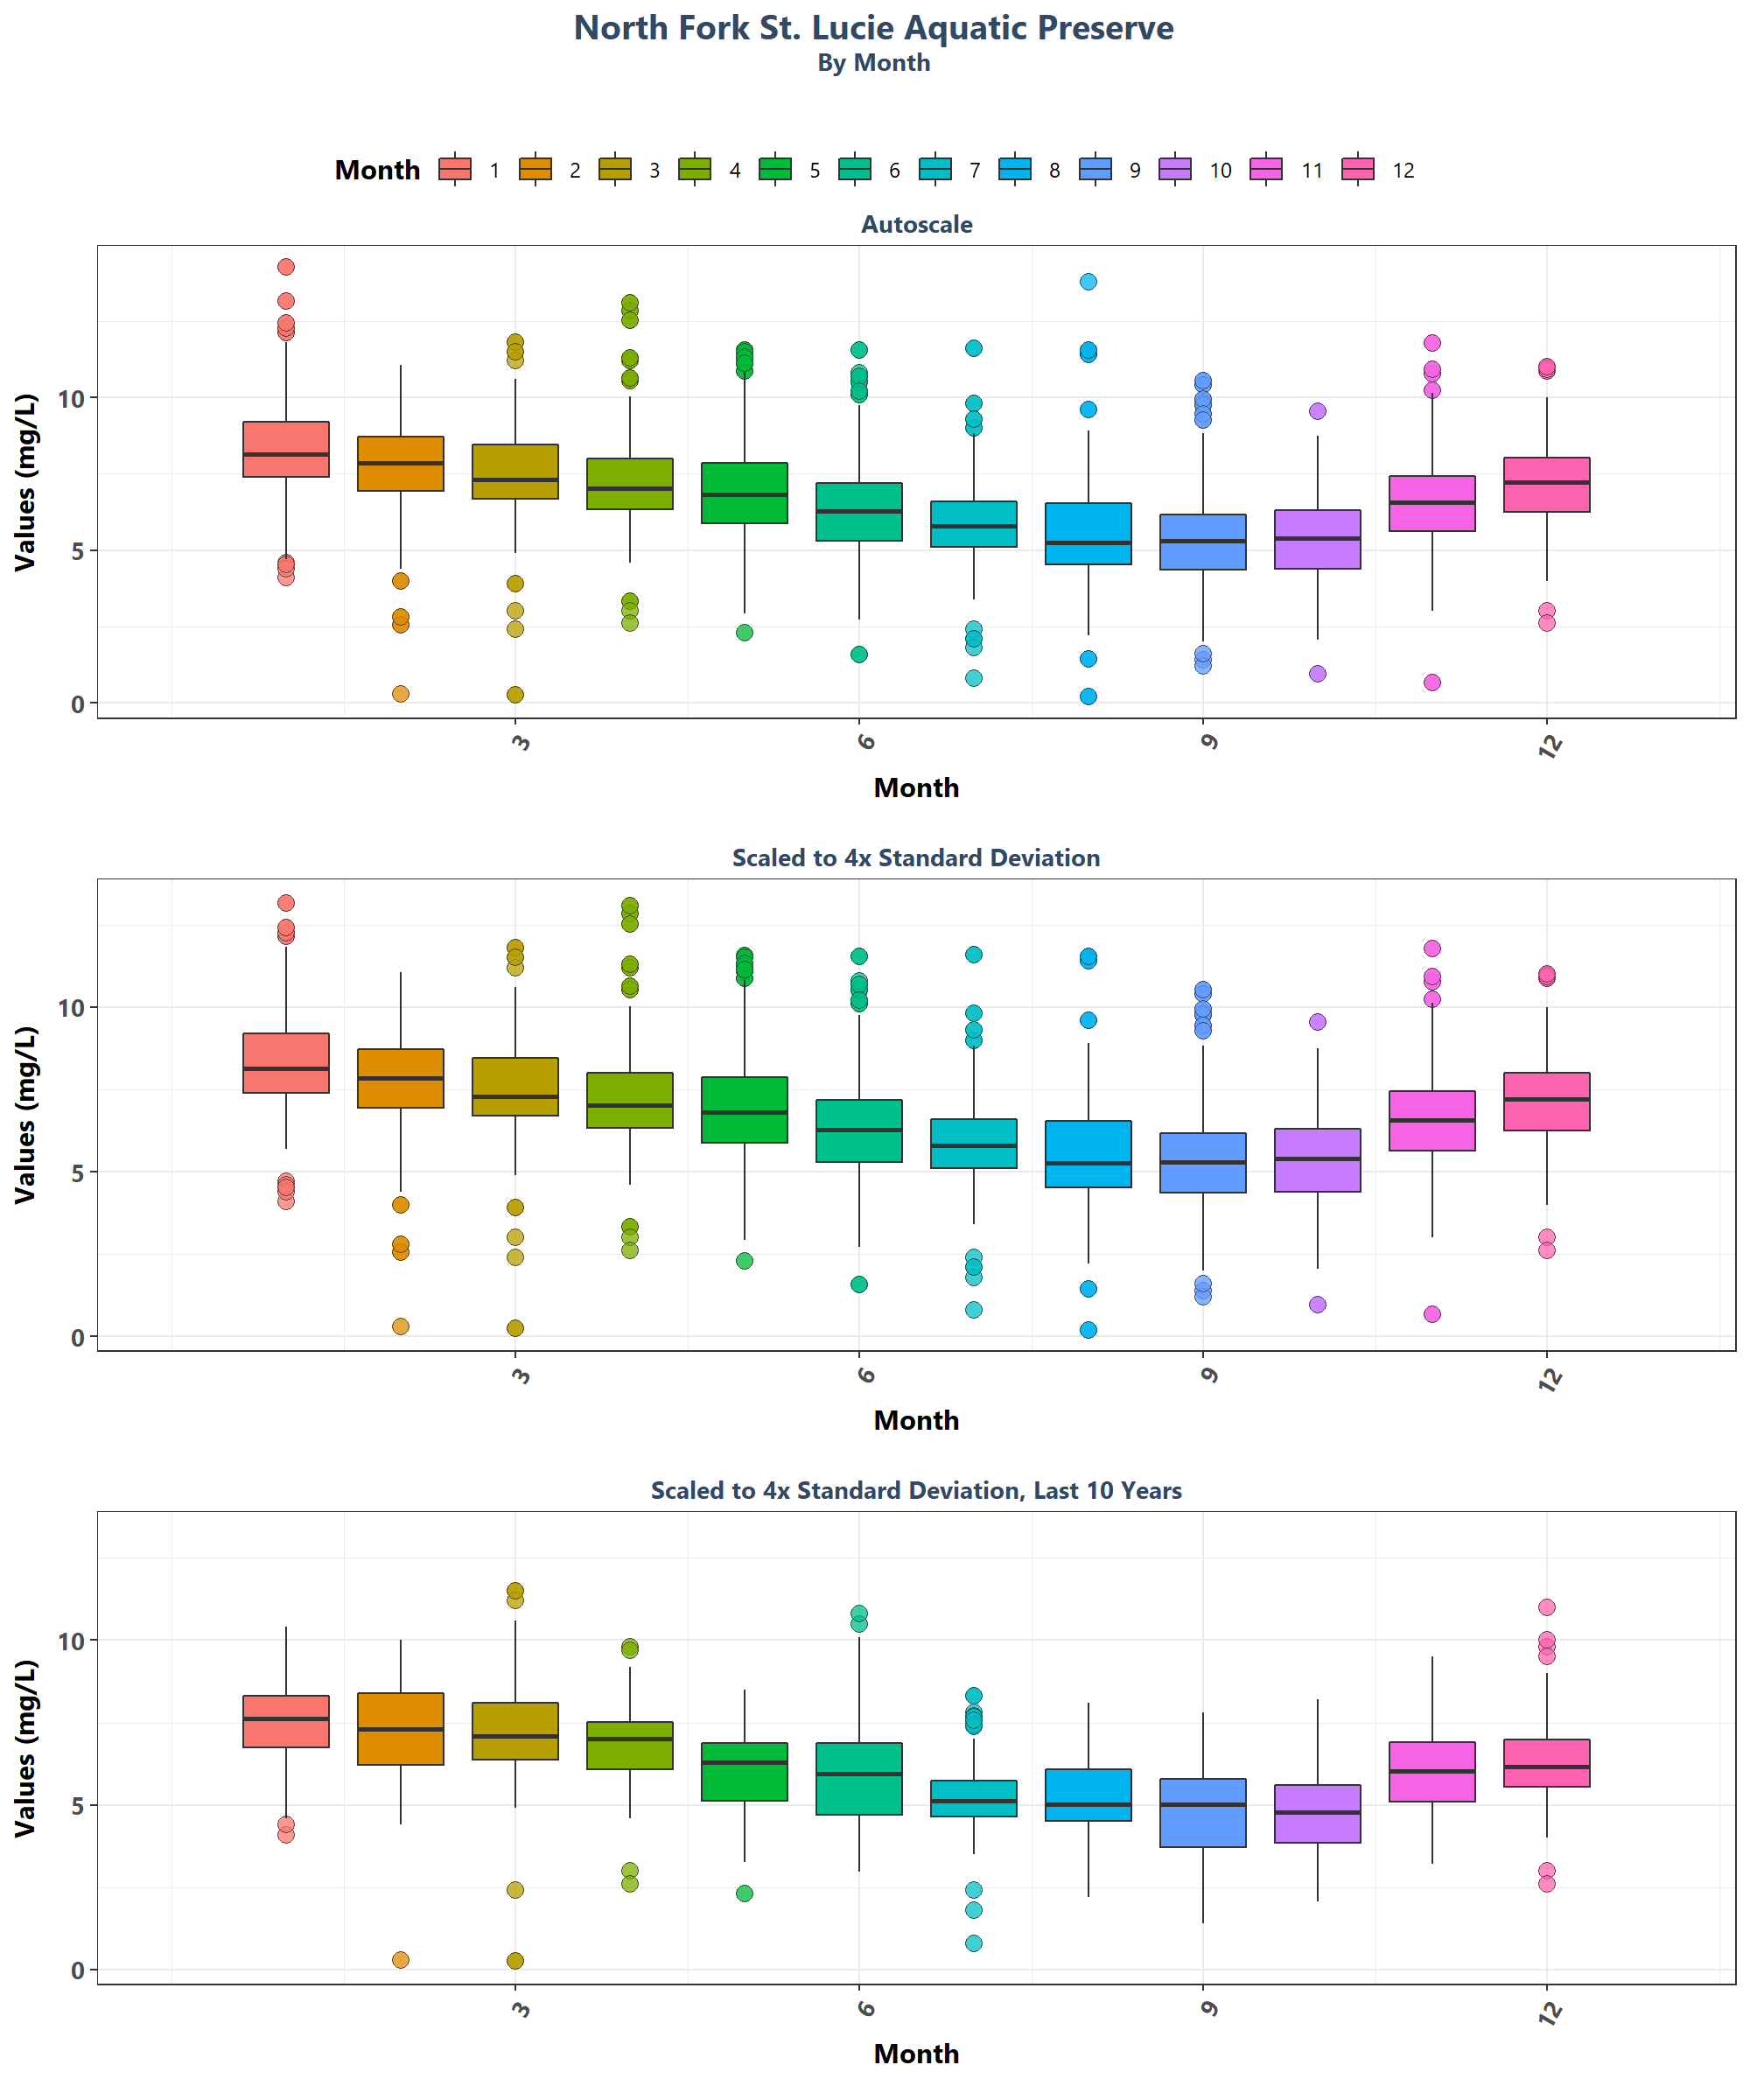 North Fork St. Lucie Aquatic Preserve
By Month
Month 1 2 3 4 5 6 7 8 9 10 11 12
Autoscale
Values (mg/L)
10
5
0
3 6 9 12
Month
Scaled to 4x Standard Deviation
Values (mg/L)
10
5
0
3 6 9 12
Month
Scaled to 4x Standard Deviation, Last 10 Years
Values (mg/L)
10
5
0
3 6 9 12
Month